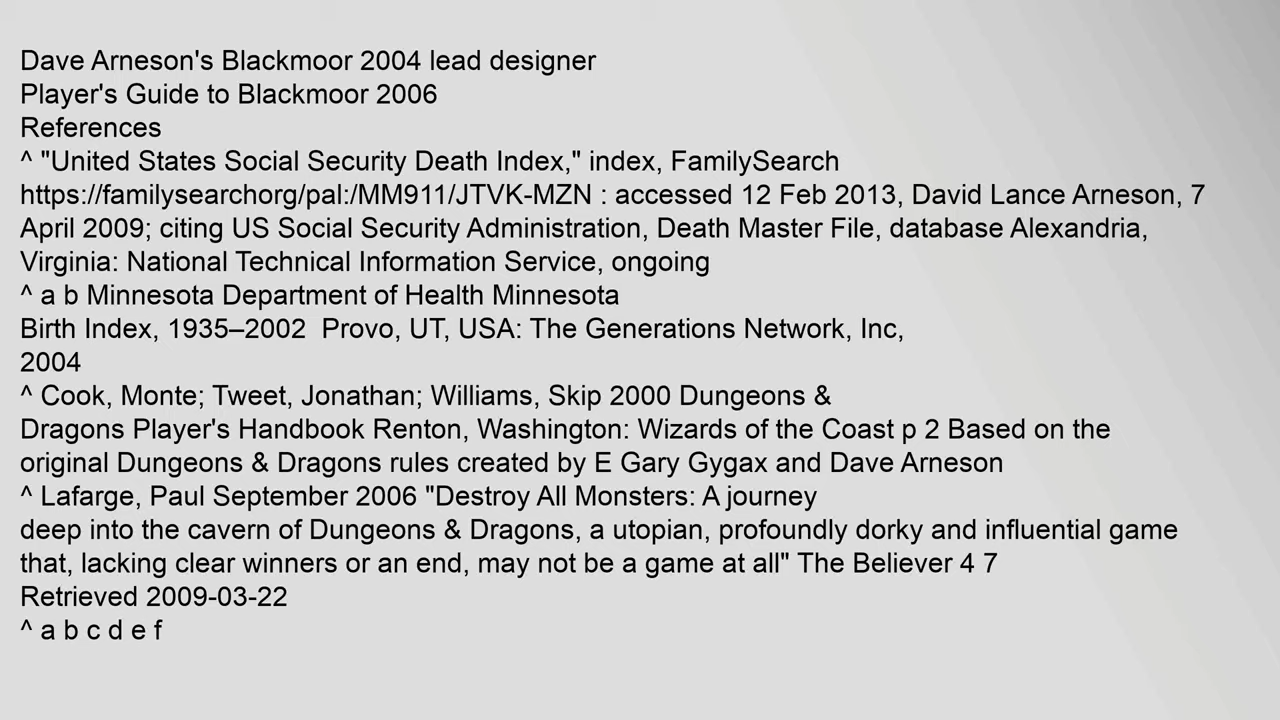 Dave Arneson's Blackmoor 2004 lead designer
Player's Guide to Blackmoor 2006
References
^ "United States Social Security Death Index," index, FamilySearch
https://familysearchorg/pal:/MM911/JTVK-MZN : accessed 12 Feb 2013, David Lance Arneson, 7
April 2009; citing US Social Security Administration, Death Master File, database Alexandria,
Virginia: National Technical Information Service, ongoing
^ a b Minnesota Department of Health Minnesota
Birth Index, 1935–2002  Provo, UT, USA: The Generations Network, Inc,
2004
^ Cook, Monte; Tweet, Jonathan; Williams, Skip 2000 Dungeons &
Dragons Player's Handbook Renton, Washington: Wizards of the Coast p 2 Based on the
original Dungeons & Dragons rules created by E Gary Gygax and Dave Arneson
^ Lafarge, Paul September 2006 "Destroy All Monsters: A journey
deep into the cavern of Dungeons & Dragons, a utopian, profoundly dorky and influential game
that, lacking clear winners or an end, may not be a game at all" The Believer 4 7
Retrieved 2009-03-22
^ a b c d e f